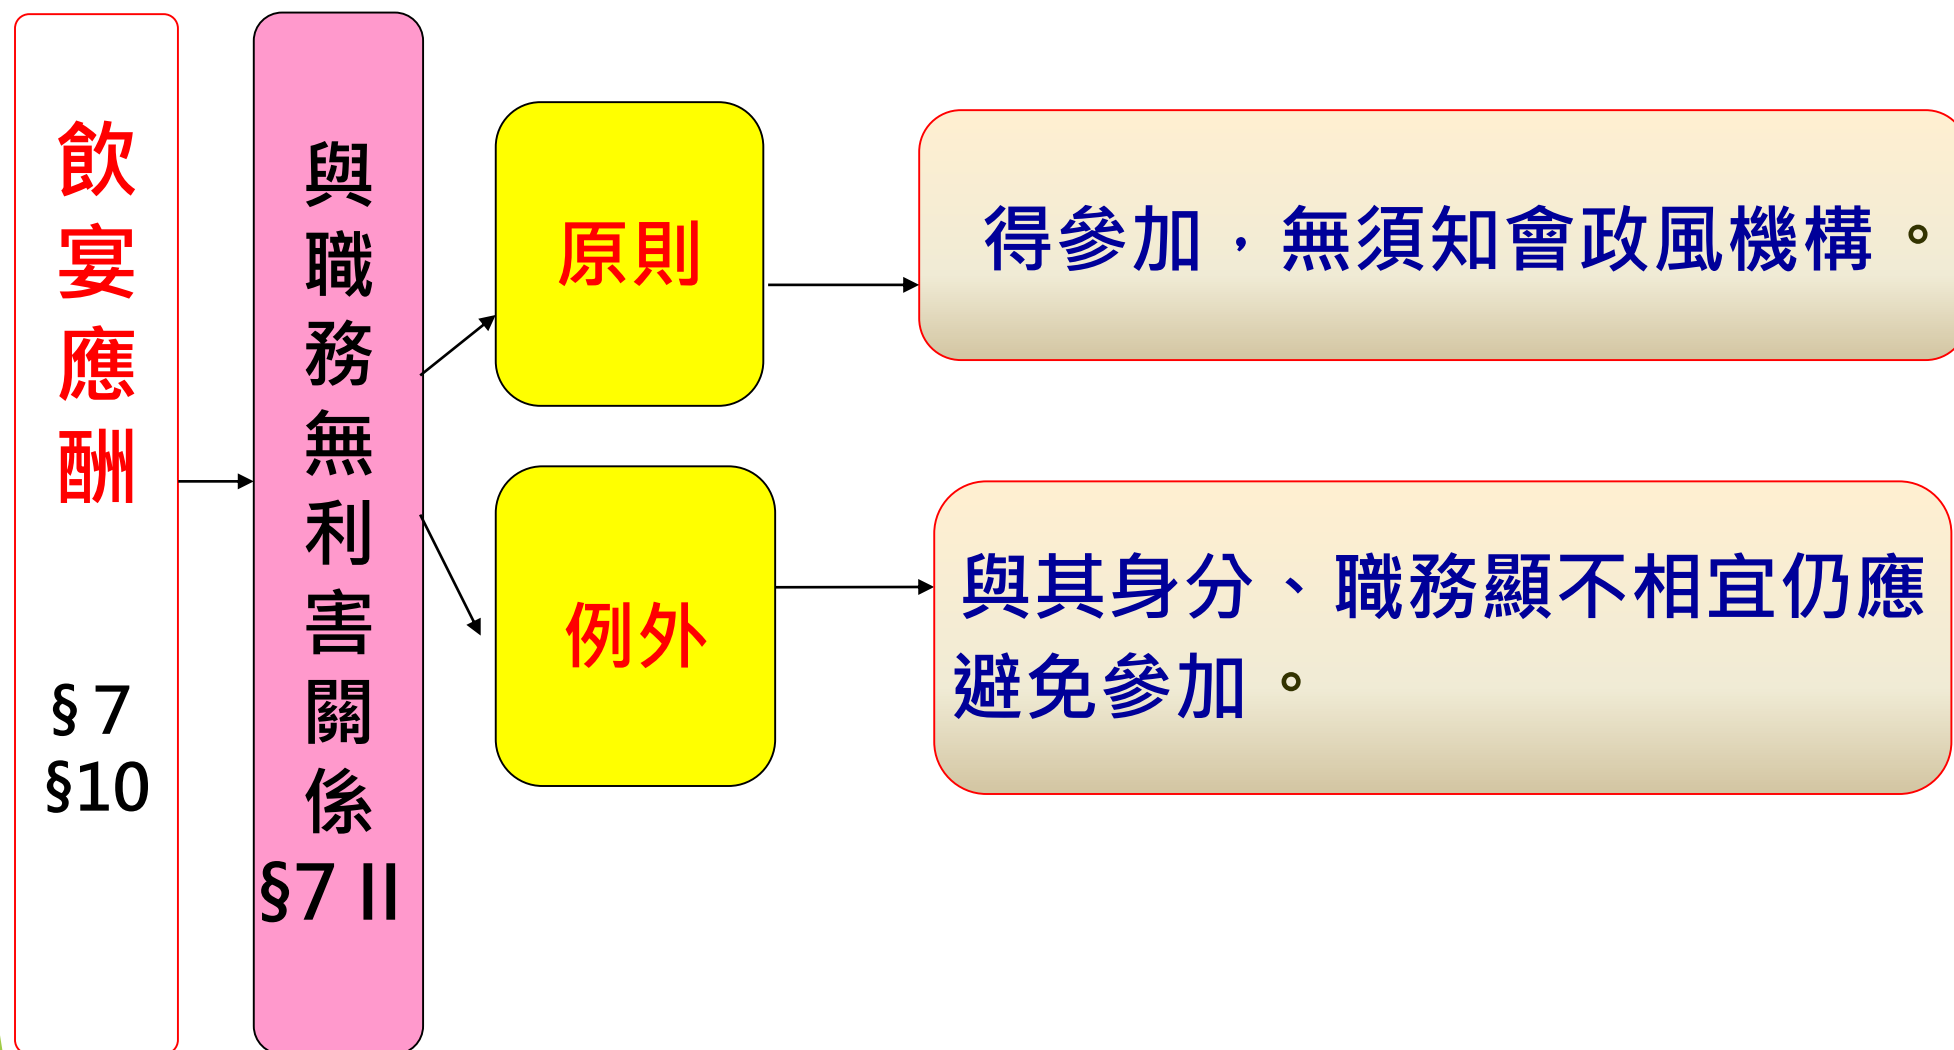 飲宴應酬
§ 7
§10
與職務無利害關係
§7 II
原則
得參加，無須知會政風機構。
例外
與其身分、職務顯不相宜仍應
避免參加。